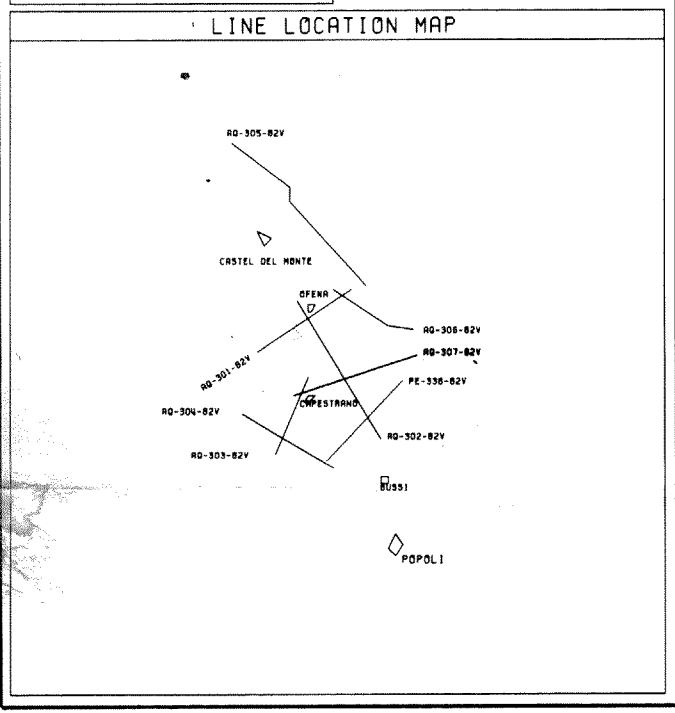 LINE LOCATION MAP
AQ-305-82V
CASTEL DEL MONTE
OFENA
AQ-306-82V
AQ-307-82V
AQ-301-82V
PE-336-82V
CAPESTRANO
AQ-304-82V
AQ-302-82V
AQ-303-82V
BUSSI
POPOLI